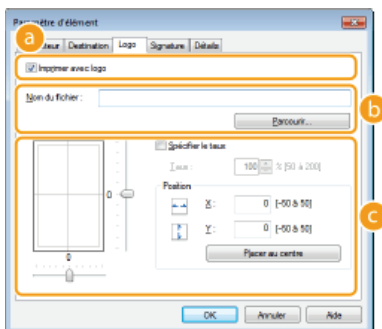 Paramètre d'élément
a
Destination Logo Signature Détails
Imprimer avec logo
Nom du fichier :
b
Parcourir...
Spécifier le taux
Taux : 100 % [50 à 200]
Position
0
X : 0 [-50 à 50]
c
Y : 0 [-50 à 50]
Placer au centre
0
OK Annuler Aide